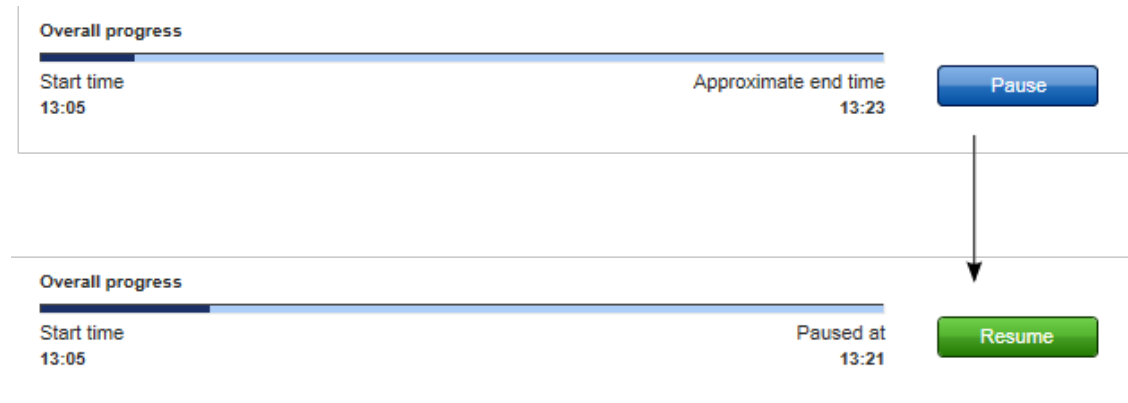 Overall progress
Start time Approximate end time Pause
13:05 13:23
Overall progress
Start time Paused at Resume
13:05 13:21